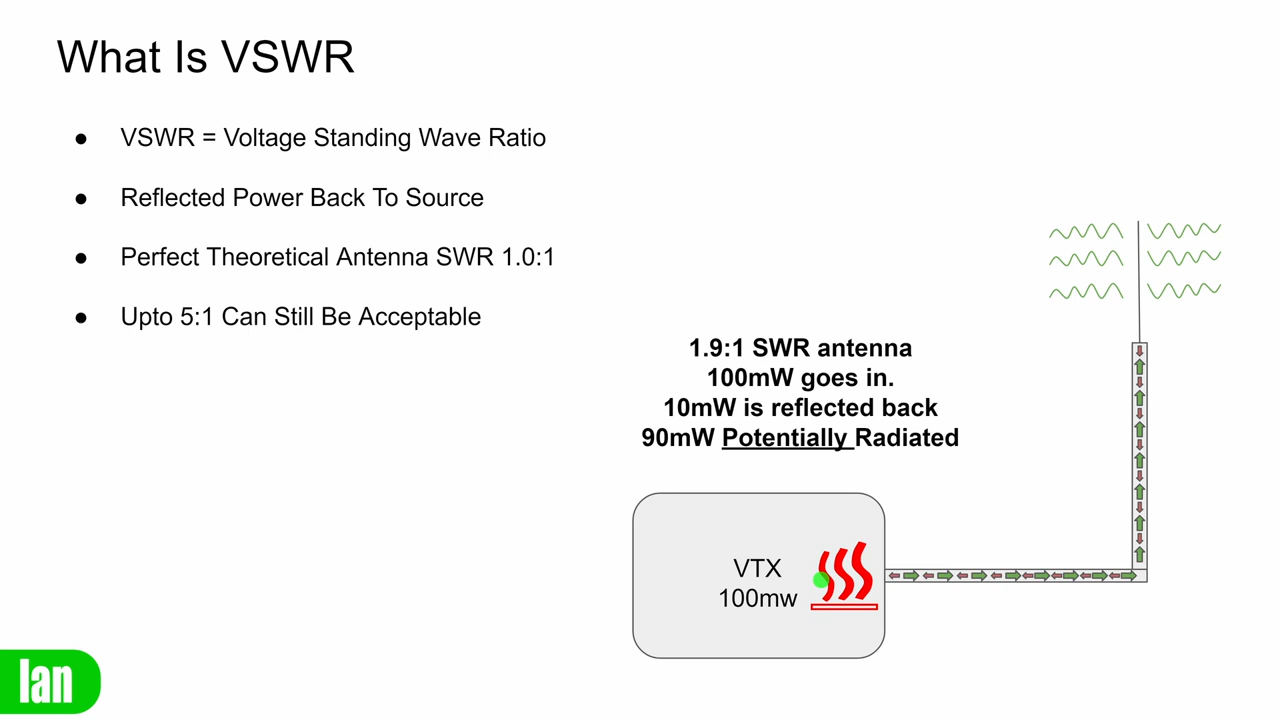 What Is VSWR
● VSWR = Voltage Standing Wave Ratio
● Reflected Power Back To Source
● Perfect Theoretical Antenna SWR 1.0:1
● Upto 5:1 Can Still Be Acceptable
1.9:1 SWR antenna
100mW goes in.
10mW is reflected back
90mW Potentially Radiated
VTX
100mw
Ian